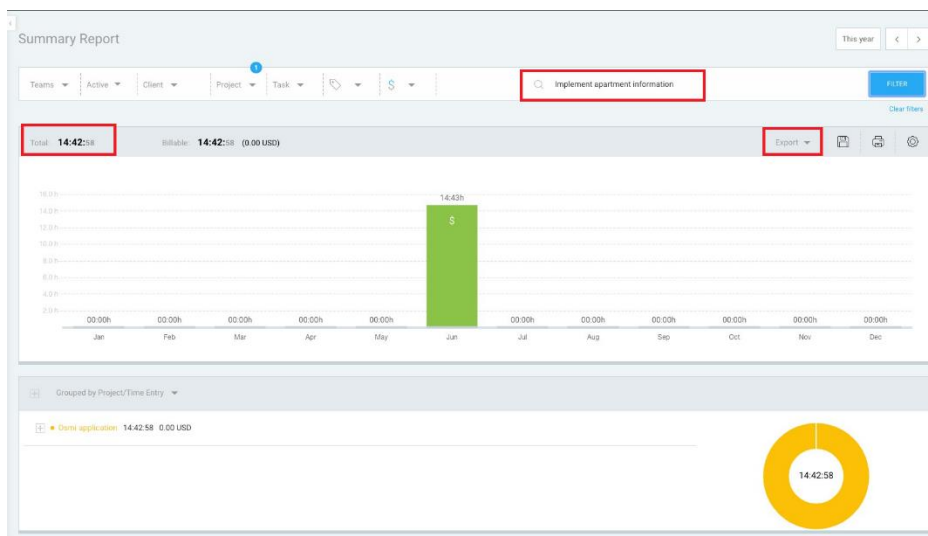 Summary Report
This year
Teams Active Client Project 1 Task $ Implement apartment information FILTER
Clear filters
Total: 14:42:58 Billable: 14:42:58 (0.00 USD) Export
16.0 h
14.0 h
12.0 h
10.0 h
8.0 h
6.0 h
4.0 h
2.0 h
14:43h
$
00:00h 00:00h 00:00h 00:00h 00:00h 00:00h 00:00h 00:00h 00:00h 00:00h 00:00h
Jan Feb Mar Apr May Jun Jul Aug Sep Oct Nov Dec
Grouped by Project/Time Entry
Osmi application 14:42:58 0.00 USD
14:42:58